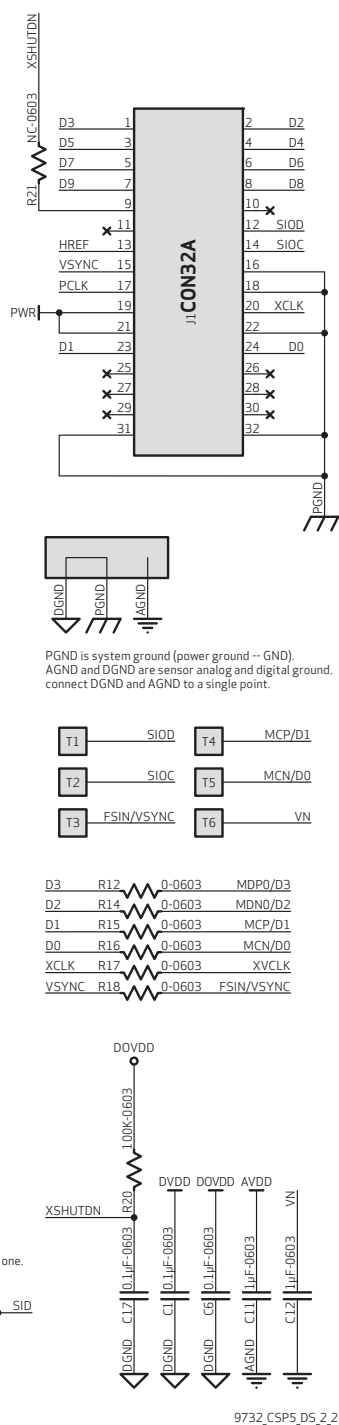 XSHUTDN
NC-0603
R21
D3 1 2 D2
D5 3 4 D4
D7 5 6 D6
D9 7 8 D8
9 10
11 12 SIOD
HREF 13 14 SIOC
VSYNC 15 16
PCLK 17 18
PWR 19 20 XCLK
21 22
D1 23 24 D0
25 26
27 28
29 30
31 32
J1 CON32A
PGND
DGND PGND AGND
PGND is system ground (power ground -- GND).
AGND and DGND are sensor analog and digital ground.
connect DGND and AGND to a single point.
T1 SIOD T4 MCP/D1
T2 SIOC T5 MCN/D0
T3 FSIN/VSYNC T6 VN
D3 R12 0-0603 MDP0/D3
D2 R14 0-0603 MDN0/D2
D1 R15 0-0603 MCP/D1
D0 R16 0-0603 MCN/D0
XCLK R17 0-0603 XVCLK
VSYNC R18 0-0603 FSIN/VSYNC
DOVDD
100K-0603
R20
DVDD DOVDD AVDD VN
XSHUTDN
one.
SID
C17 0.1μF-0603
C1 0.1μF-0603
C6 0.1μF-0603
C11 1μF-0603
C12 1μF-0603
DGND DGND DGND AGND
9732_CSP5_DS_2_2